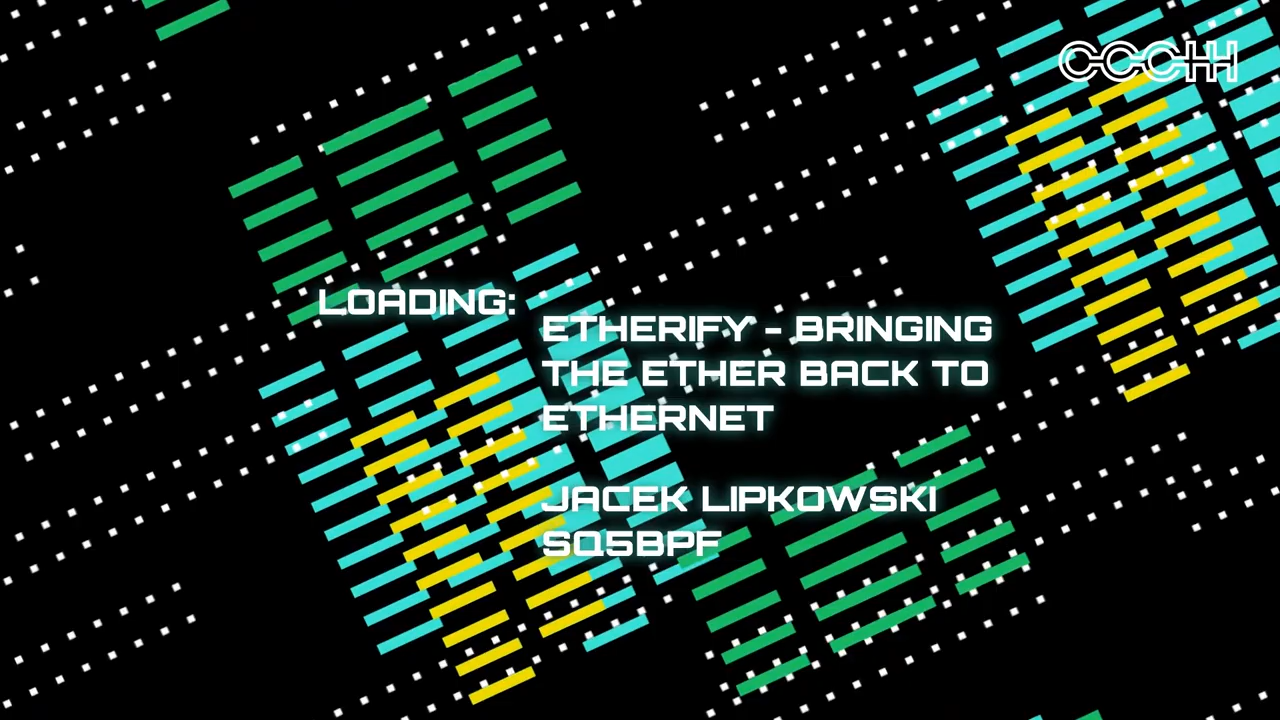 CCCHH
LOADING:
ETHERIFY - BRINGING
THE ETHER BACK TO
ETHERNET
JACEK LIPKOWSKI
SQ5BPF